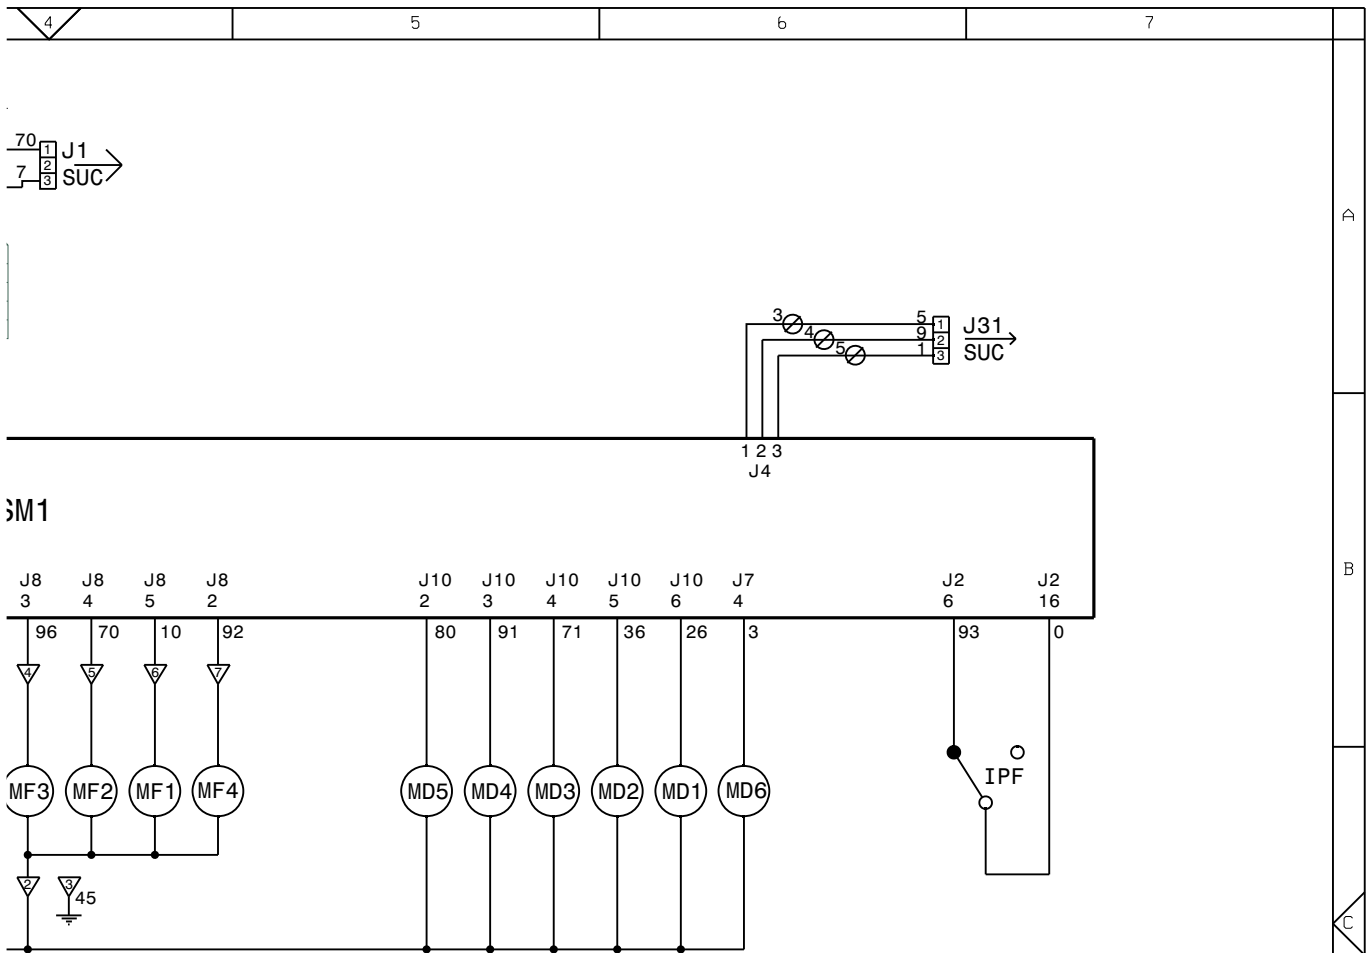 4 5 6 7
70 1 J1
2
7 3 SUC
A
3 5 1 J31
4 9 2
5 1 3 SUC
1 2 3
J4
SM1
J8 J8 J8 J8 J10 J10 J10 J10 J10 J7 J2 J2
3 4 5 2 2 3 4 5 6 4 6 16
B
96 70 10 92 80 91 71 36 26 3 93 0
4 5 6 7
IPF
MF3 MF2 MF1 MF4 MD5 MD4 MD3 MD2 MD1 MD6
2 3
45
C